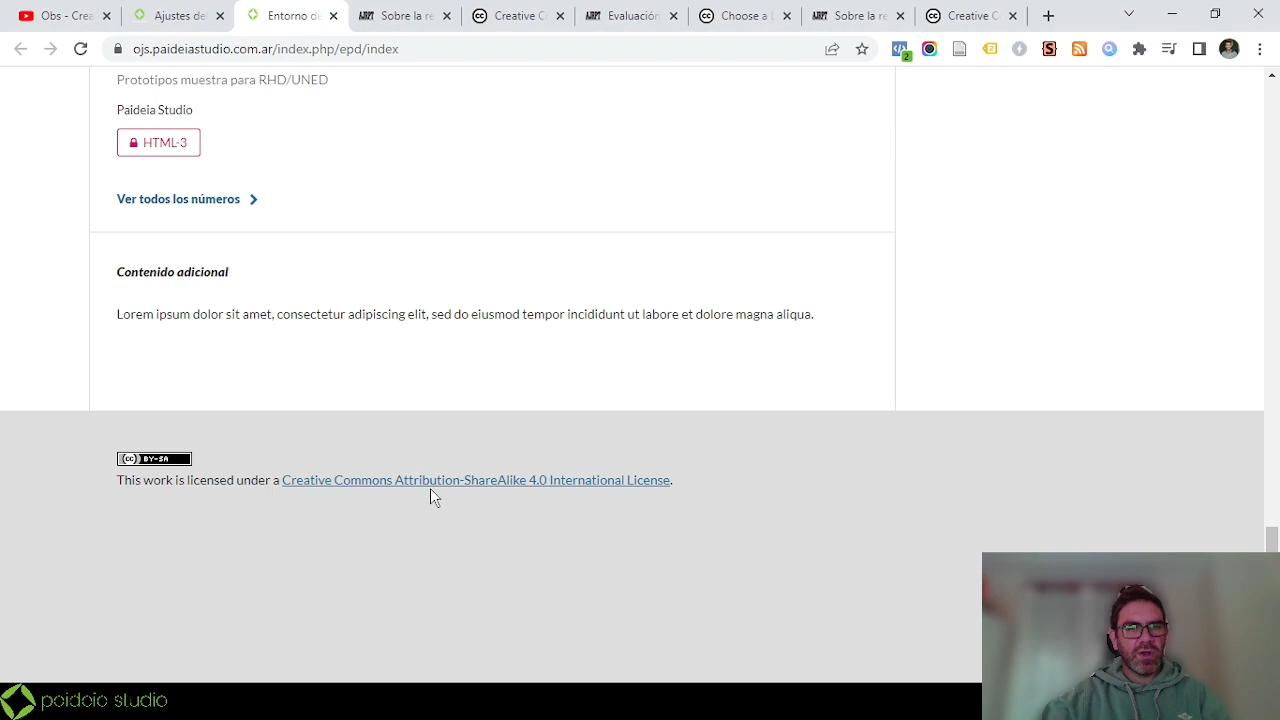 Obs - Crea
Ajustes de
Entorno de
Sobre la re
Creative C
Evaluación
Choose a L
Sobre la re
Creative C
ojs.paideiastudio.com.ar/index.php/epd/index
2
Prototipos muestra para RHD/UNED
Paideia Studio
HTML-3
Ver todos los números
Contenido adicional
Lorem ipsum dolor sit amet, consectetur adipiscing elit, sed do eiusmod tempor incididunt ut labore et dolore magna aliqua.
(cc) BY-SA
This work is licensed under a Creative Commons Attribution-ShareAlike 4.0 International License.
paideia studio